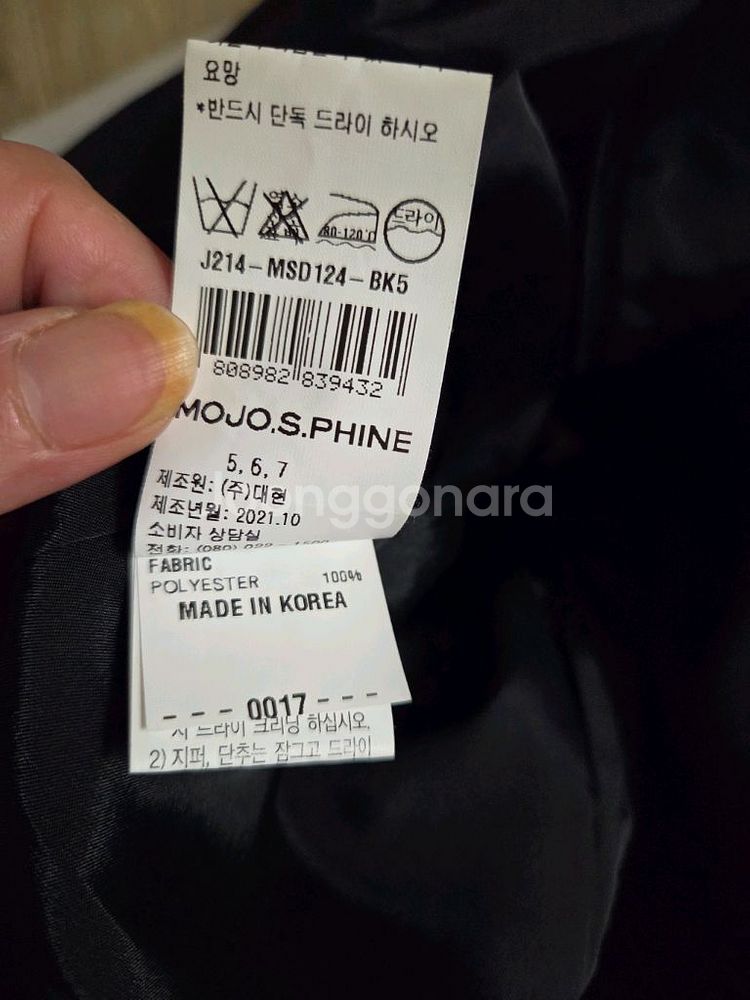 요망
*반드시 단독 드라이 하시오
드라이
80-120℃
J214-MSD124-BK5
808982 839432
MOJO.S.PHINE
5, 6, 7
제조원: (주)대현
제조년월: 2021.10
소비자 상담실
FABRIC
POLYESTER 100%
MADE IN KOREA
- - - 0017 - - -
드라이 크리닝 하십시오.
2) 지퍼, 단추는 잠그고 드라이